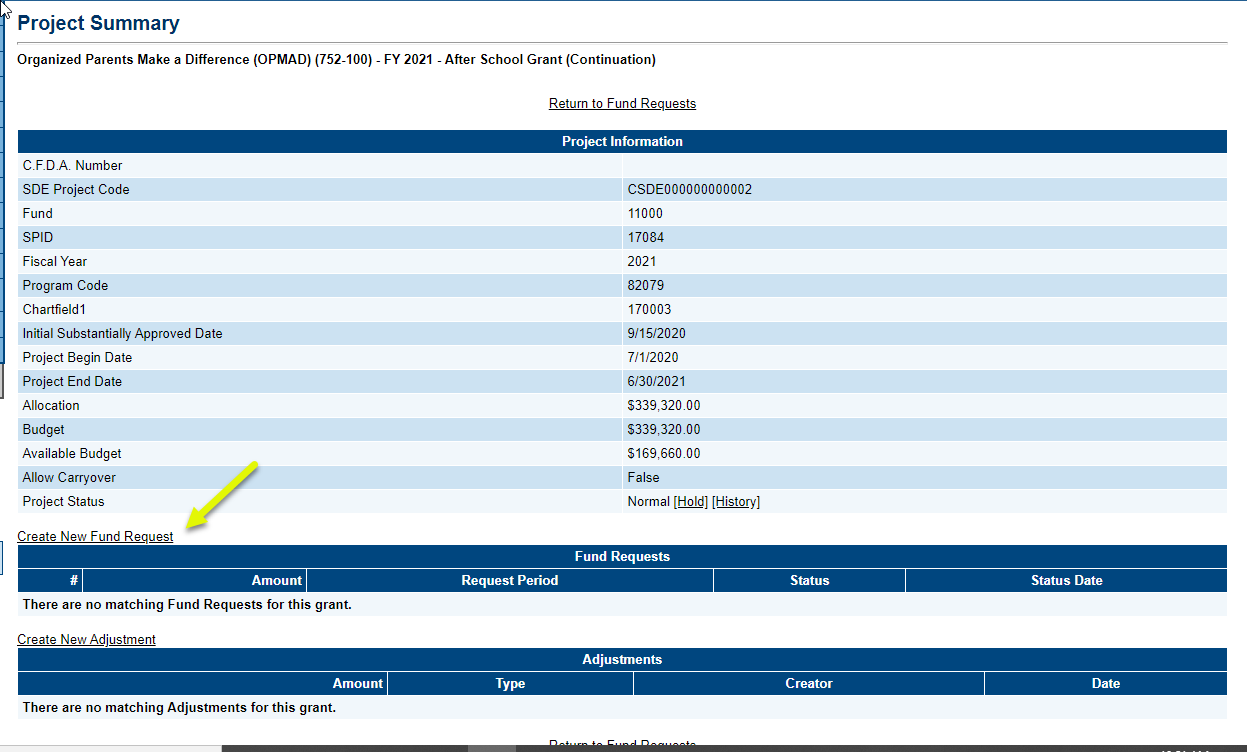 Project Summary
Organized Parents Make a Difference (OPMAD) (752-100) - FY 2021 - After School Grant (Continuation)
Return to Fund Requests
Project Information
C.F.D.A. Number
SDE Project Code CSDE000000000002
Fund 11000
SPID 17084
Fiscal Year 2021
Program Code 82079
Chartfield1 170003
Initial Substantially Approved Date 9/15/2020
Project Begin Date 7/1/2020
Project End Date 6/30/2021
Allocation $339,320.00
Budget $339,320.00
Available Budget $169,660.00
Allow Carryover False
Project Status Normal [Hold] [History]
Create New Fund Request
Fund Requests
# Amount Request Period Status Status Date
There are no matching Fund Requests for this grant.
Create New Adjustment
Adjustments
Amount Type Creator Date
There are no matching Adjustments for this grant.
Return to Fund Requests